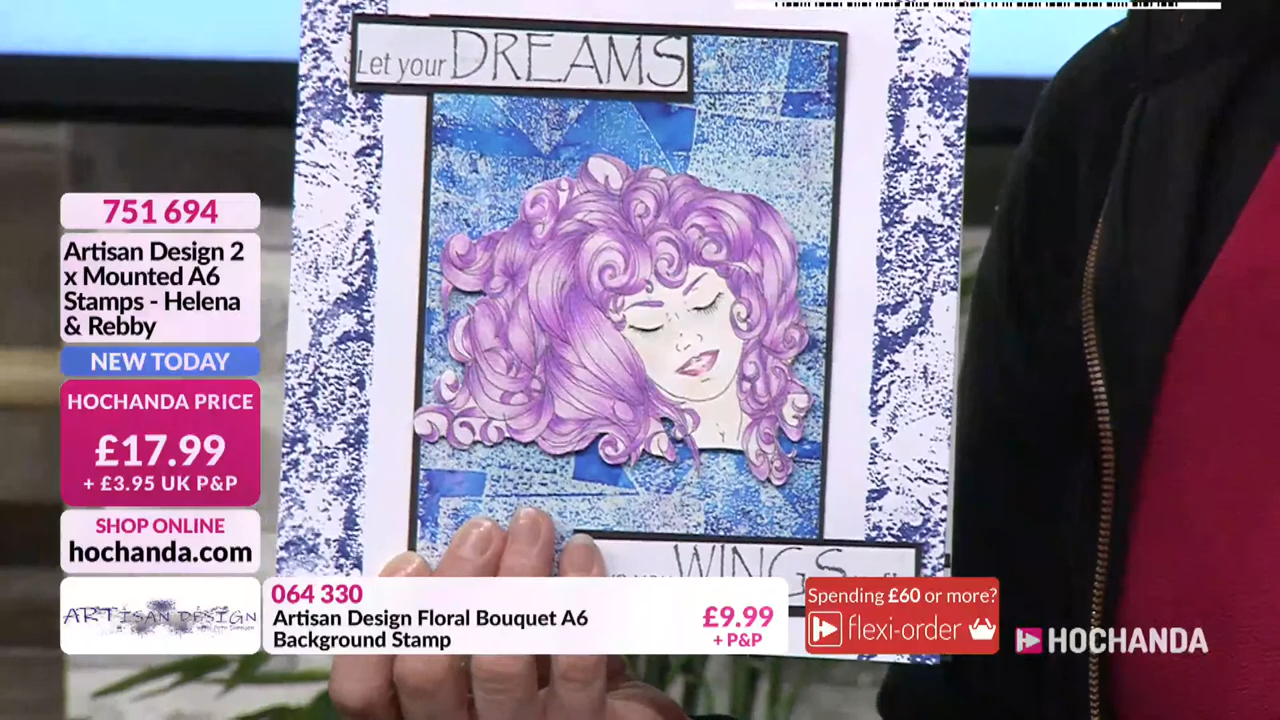 Let your DREAMS
751 694
Artisan Design 2
x Mounted A6
Stamps - Helena
& Rebby
NEW TODAY
HOCHANDA PRICE
£17.99
+ £3.95 UK P&P
SHOP ONLINE
hochanda.com
WINGS
ARTISAN DESIGN
064 330
Artisan Design Floral Bouquet A6
Background Stamp
£9.99
+ P&P
Spending £60 or more?
flexi-order
HOCHANDA